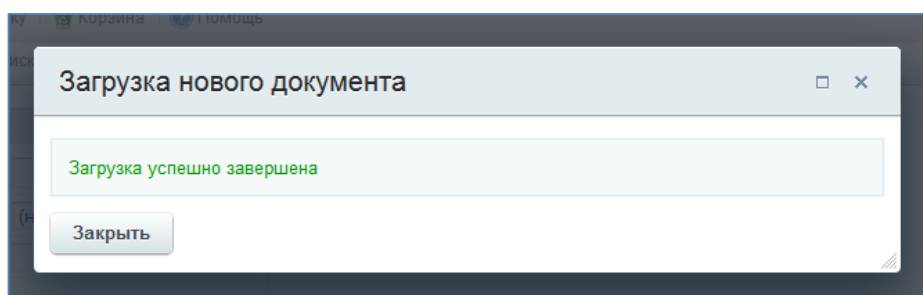 Корзина Помощь
Загрузка нового документа
Загрузка успешно завершена
Закрыть